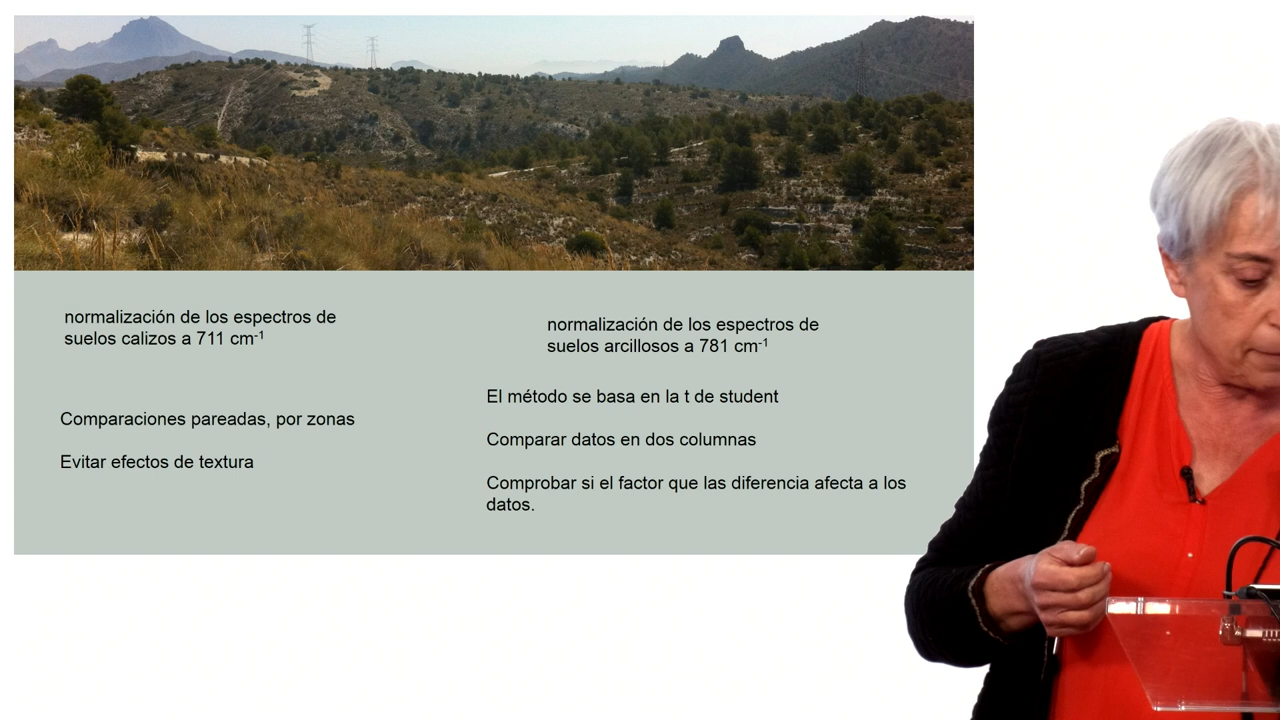 normalización de los espectros de
suelos calizos a 711 cm⁻¹
Comparaciones pareadas, por zonas
Evitar efectos de textura
normalización de los espectros de
suelos arcillosos a 781 cm⁻¹
El método se basa en la t de student
Comparar datos en dos columnas
Comprobar si el factor que las diferencia afecta a los
datos.